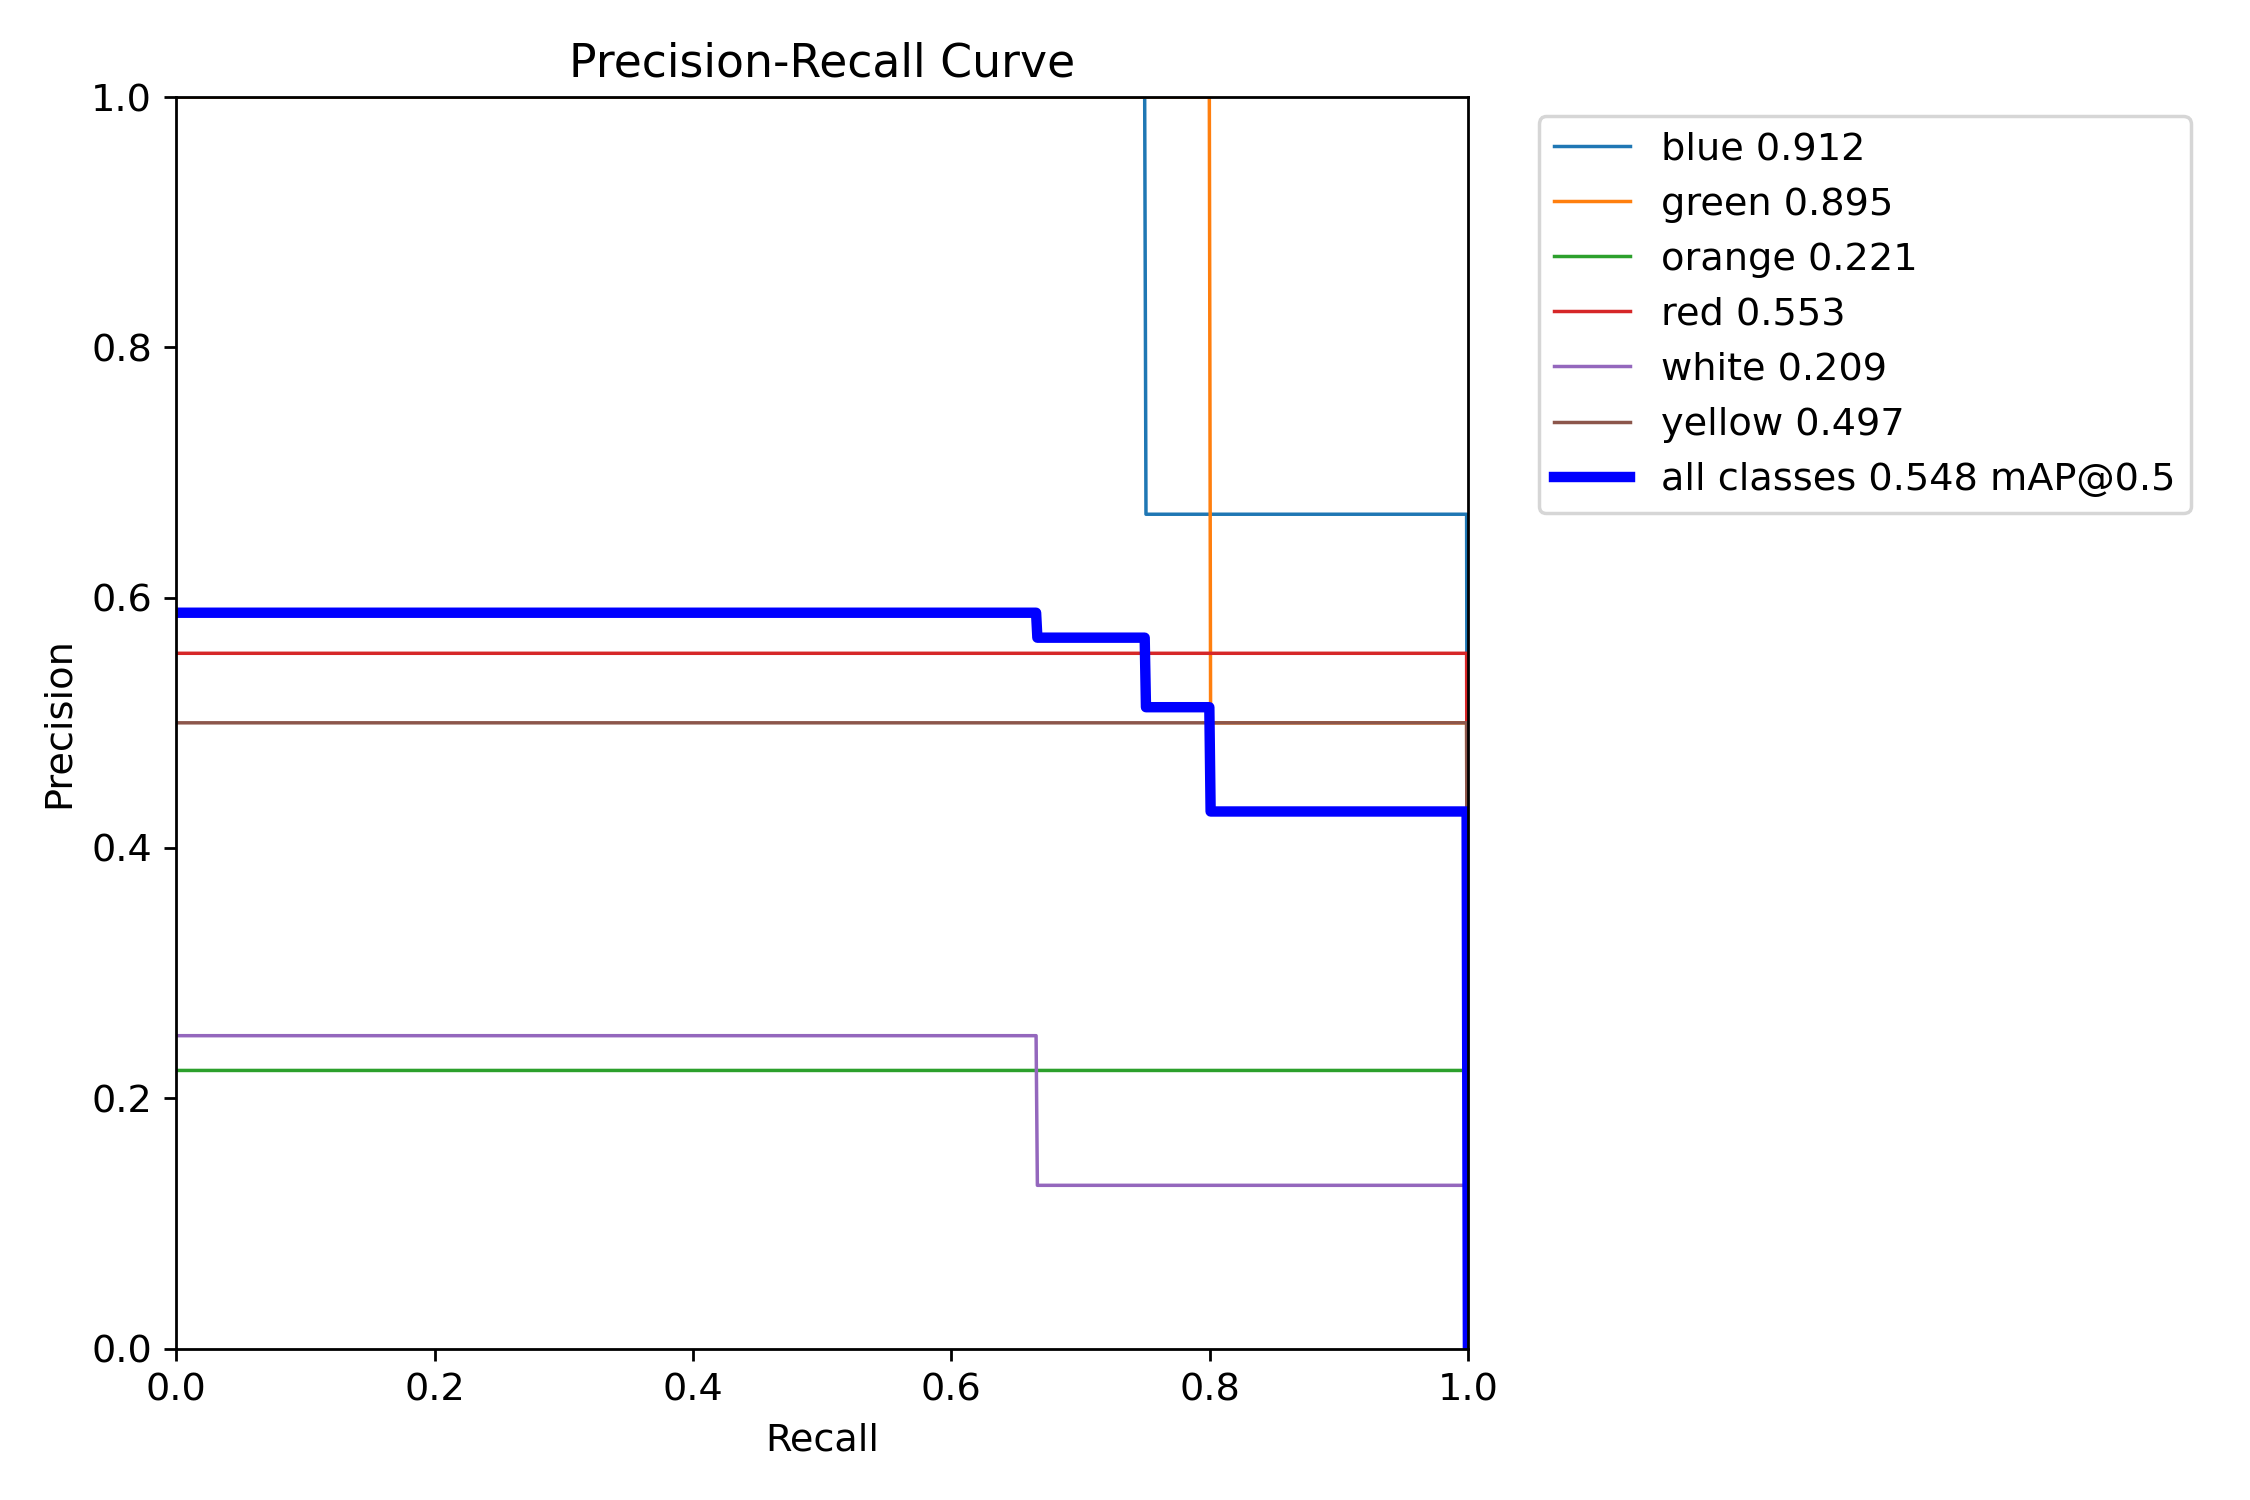 Precision-Recall Curve
1.0
0.8
0.6
0.4
0.2
0.0
Precision
0.0 0.2 0.4 0.6 0.8 1.0
Recall
blue 0.912
green 0.895
orange 0.221
red 0.553
white 0.209
yellow 0.497
all classes 0.548 mAP@0.5